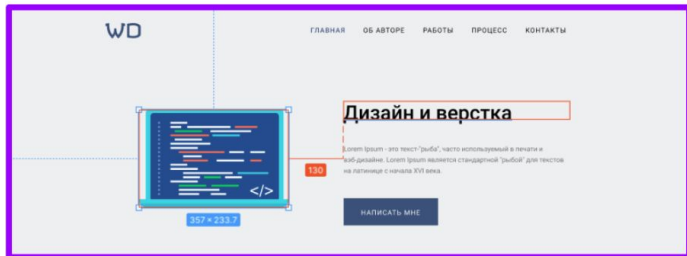 WD
ГЛАВНАЯ ОБ АВТОРЕ РАБОТЫ ПРОЦЕСС КОНТАКТЫ
Дизайн и верстка
Lorem Ipsum - это текст-"рыба", часто используемый в печати и
вэб-дизайне. Lorem Ipsum является стандартной "рыбой" для текстов
на латинице с начала XVI века.
130
</>
НАПИСАТЬ МНЕ
357 × 233.7